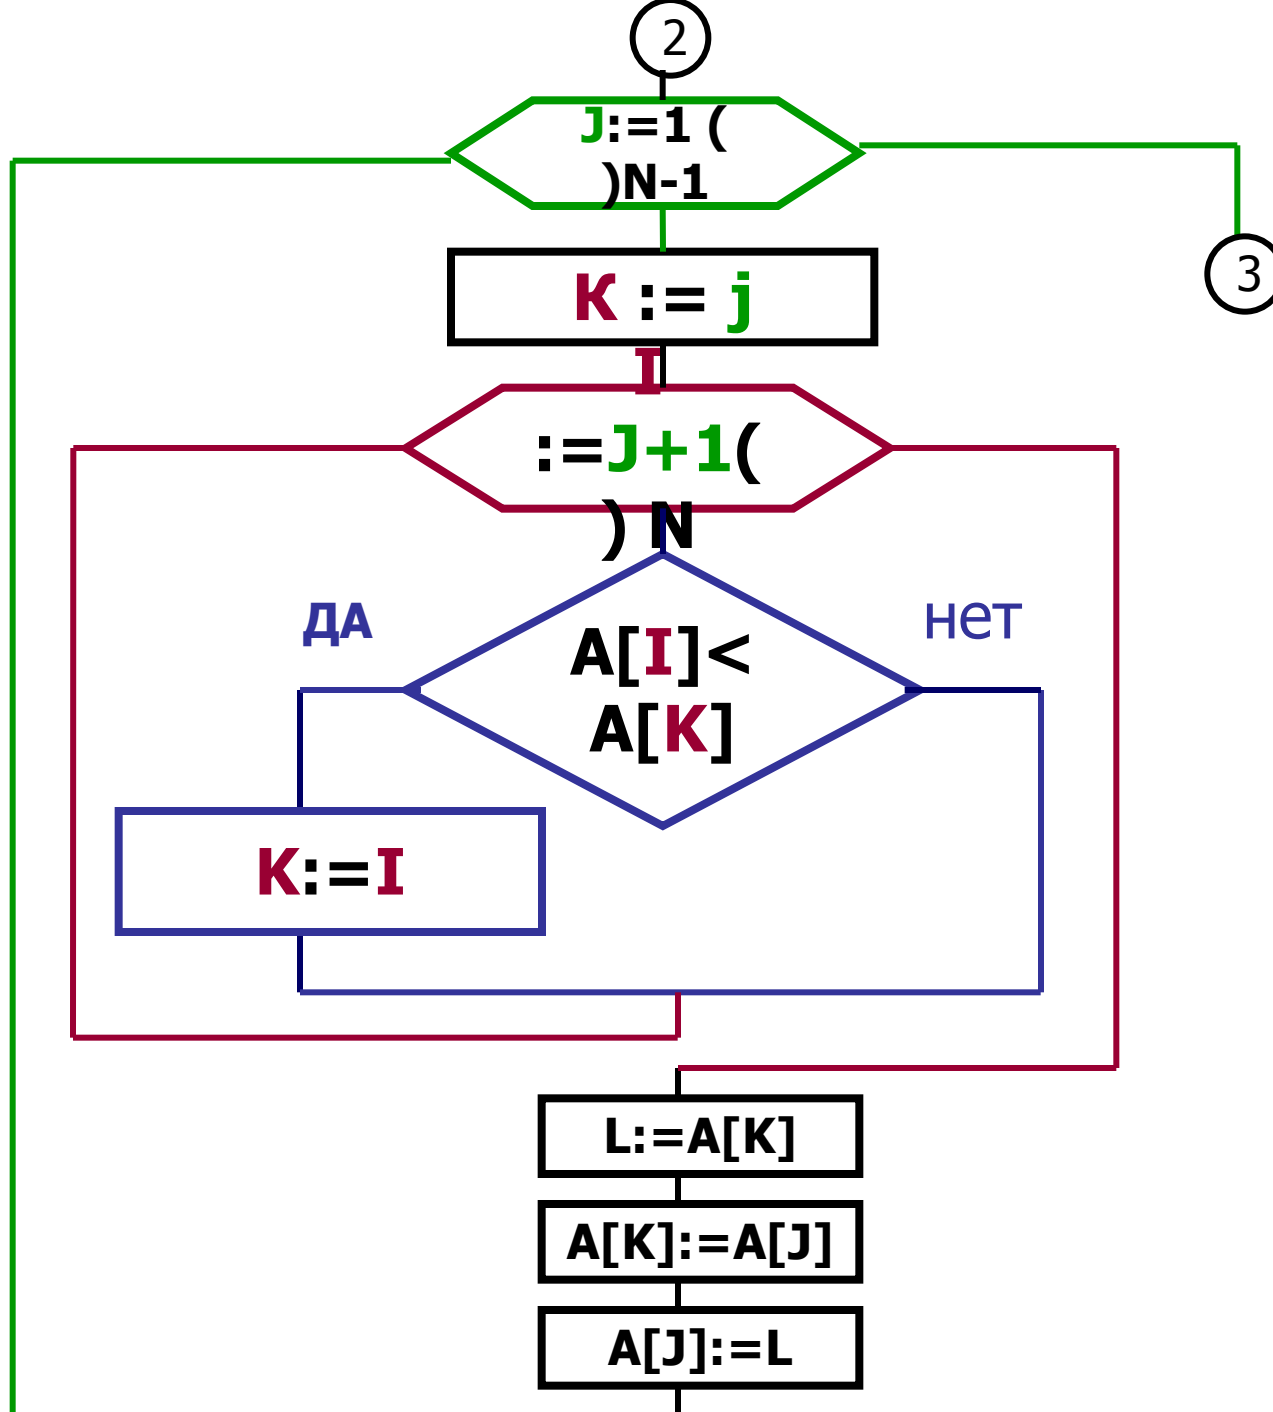 2
J:=1 (
)N-1
K := j
3
I
:=J+1(
) N
ДА
нет
A[I]<
A[K]
K:=I
L:=A[K]
A[K]:=A[J]
A[J]:=L